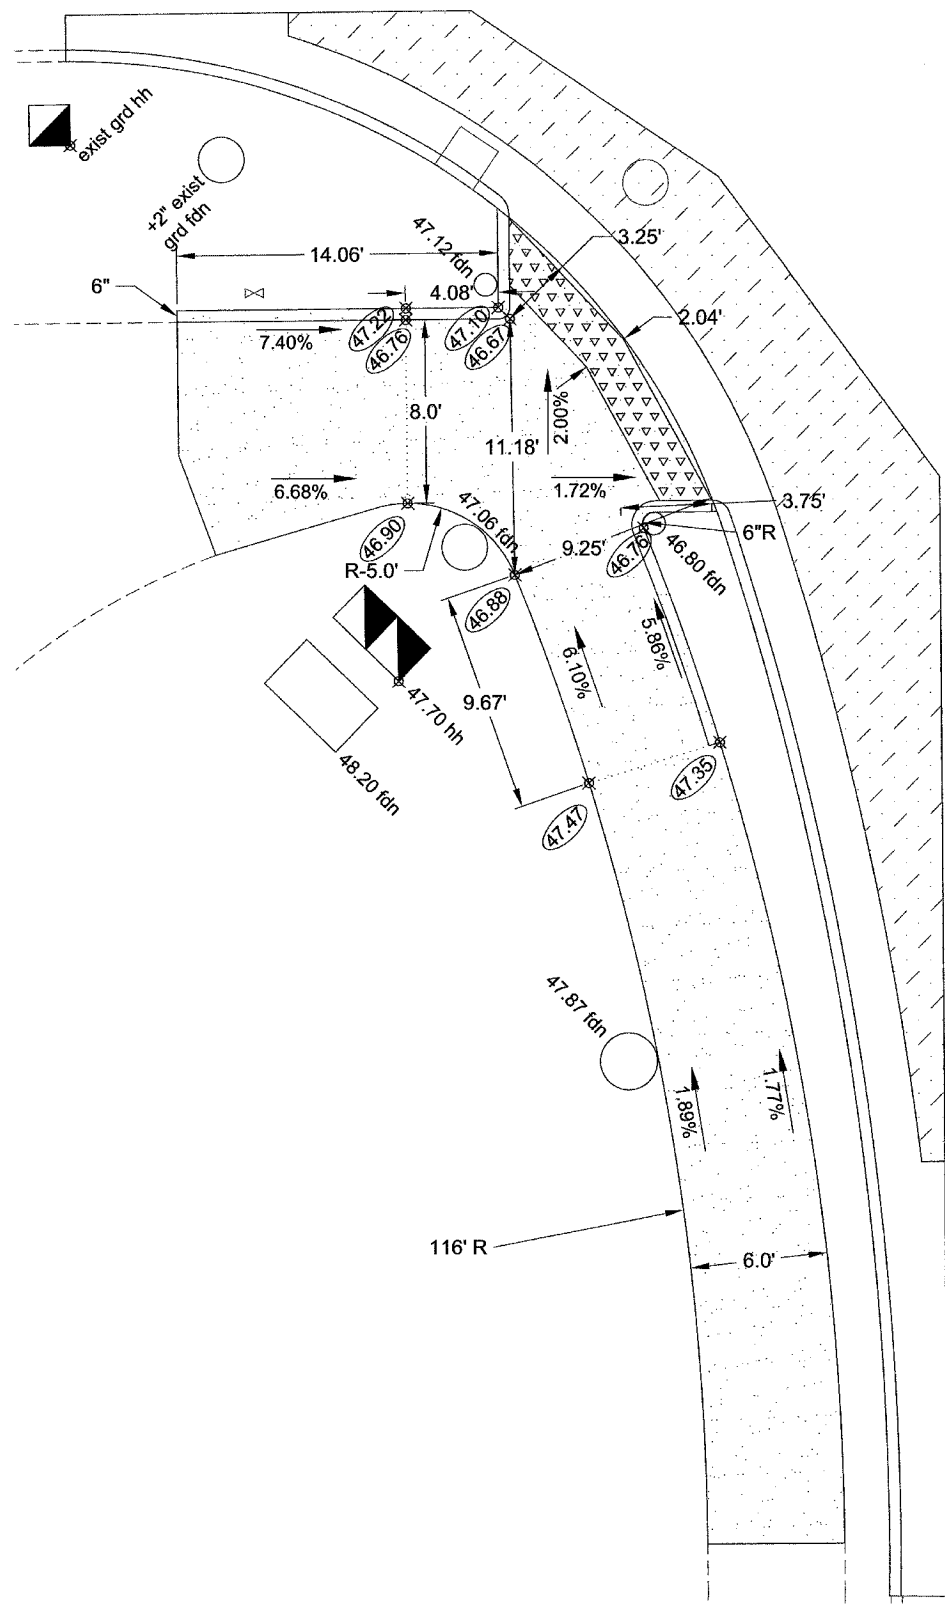 exist grd hh
+2" exist
grd fdn
14.06'
47.12 fdn
3.25'
6"
4.08'
2.04'
47.22
46.76
47.10
46.67
7.40%
8.0'
11.18'
2.00%
6.68%
1.72%
3.75'
47.06 fdn
46.90
R-5.0'
9.25'
6"R
46.76
46.80 fdn
46.88
9.67'
6.10%
5.86%
47.70 hh
48.20 fdn
47.35
47.47
47.87 fdn
1.89%
1.77%
116' R
6.0'